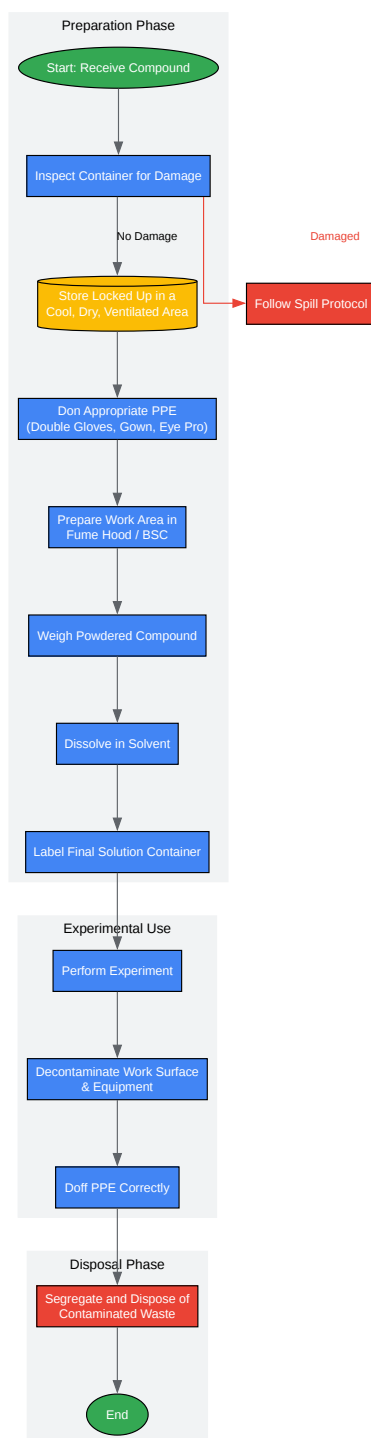 Preparation Phase
Start: Receive Compound
Inspect Container for Damage
No Damage
Damaged
Store Locked Up in a
Cool, Dry, Ventilated Area
Follow Spill Protocol
Don Appropriate PPE
(Double Gloves, Gown, Eye Pro)
Prepare Work Area in
Fume Hood / BSC
Weigh Powdered Compound
Dissolve in Solvent
Label Final Solution Container
Experimental Use
Perform Experiment
Decontaminate Work Surface
& Equipment
Doff PPE Correctly
Disposal Phase
Segregate and Dispose of
Contaminated Waste
End